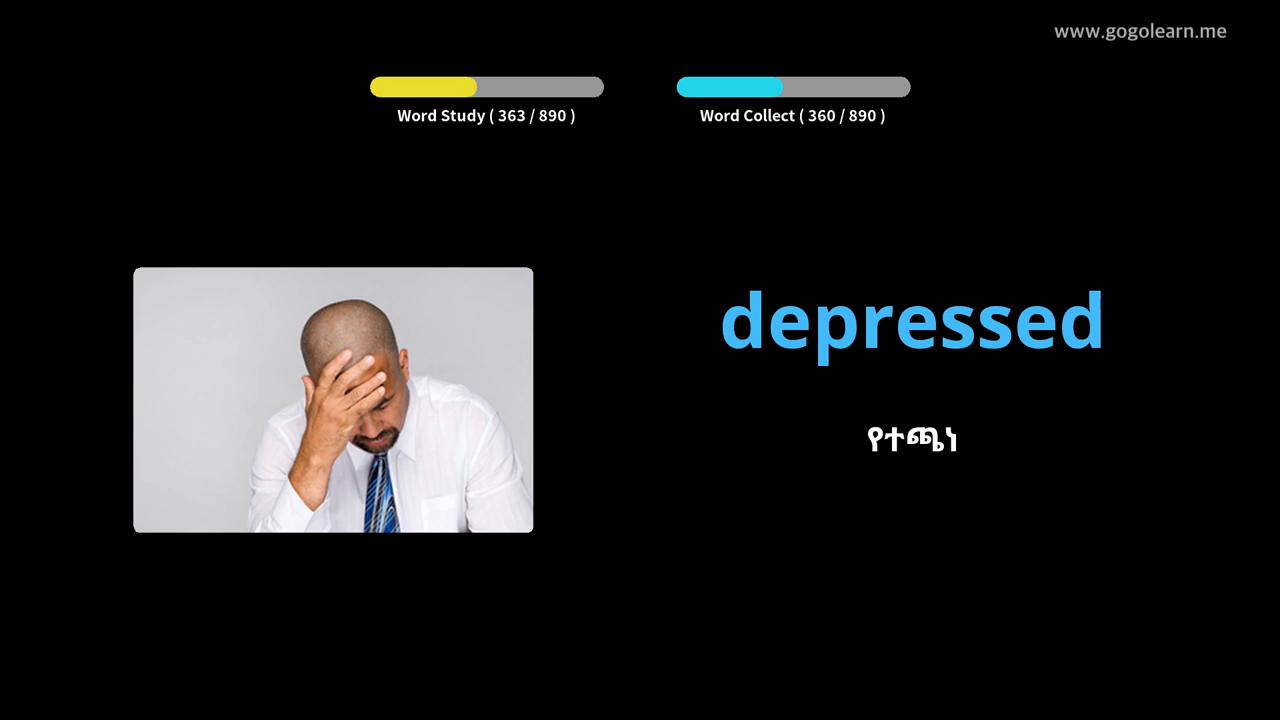 www.gogolearn.me
Word Study ( 363 / 890 )
Word Collect ( 360 / 890 )
depressed
የተጫነ